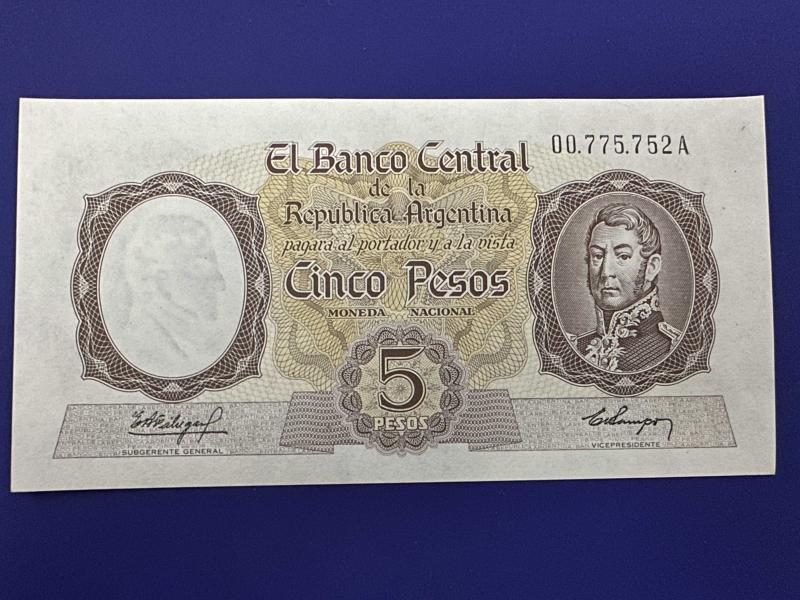 El Banco Central
00.775.752 A
de la
República Argentina
pagará al portador y a la vista
Cinco Pesos
MONEDA NACIONAL
5
PESOS
SUBGERENTE GENERAL
VICEPRESIDENTE